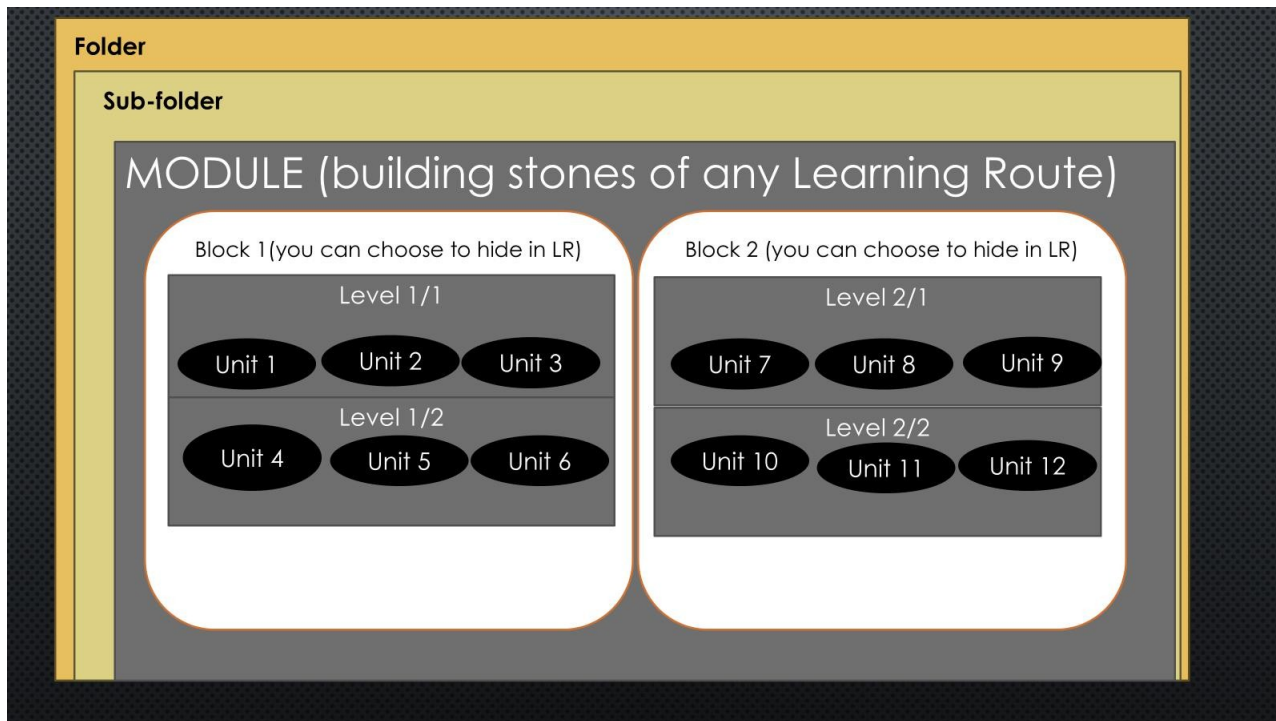 Folder
Sub-folder
MODULE (building stones of any Learning Route)
Block 1(you can choose to hide in LR)
Level 1/1
Unit 1
Unit 2
Unit 3
Level 1/2
Unit 4
Unit 5
Unit 6
Block 2 (you can choose to hide in LR)
Level 2/1
Unit 7
Unit 8
Unit 9
Level 2/2
Unit 10
Unit 11
Unit 12